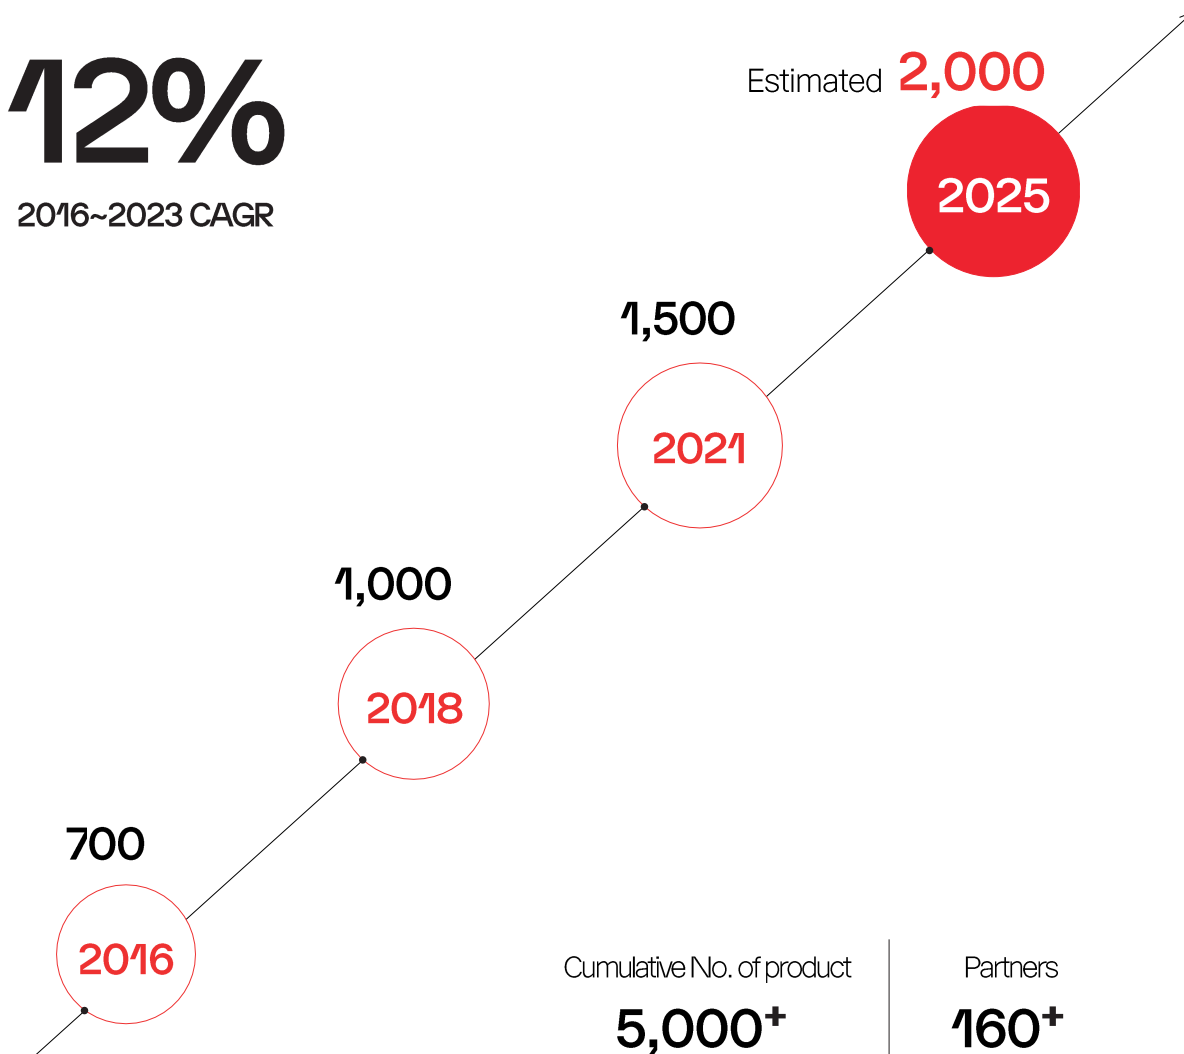 12%
2016~2023 CAGR
Estimated 2,000
2025
1,500
2021
1,000
2018
700
2016
Cumulative No. of product
5,000+
Partners
160+